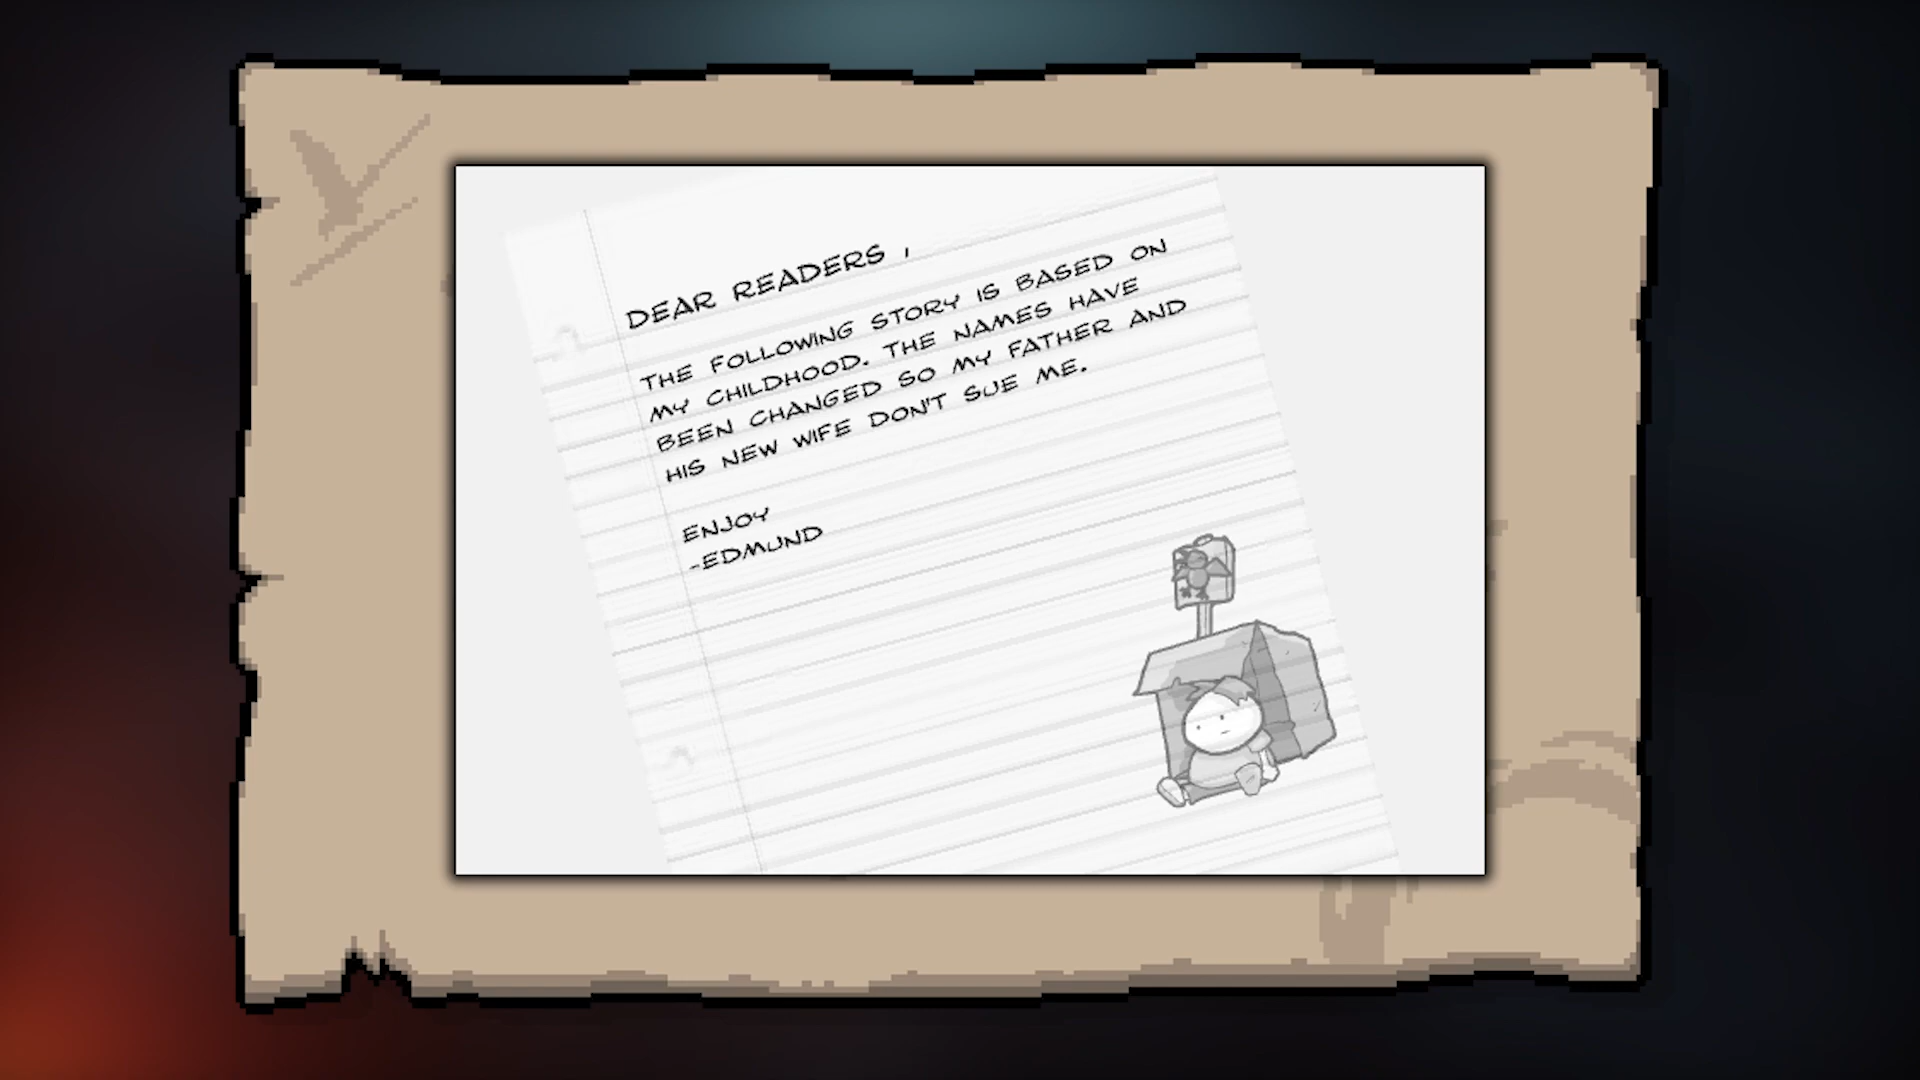 DEAR READERS ,
THE FOLLOWING STORY IS BASED ON
MY CHILDHOOD. THE NAMES HAVE
BEEN CHANGED SO MY FATHER AND
HIS NEW WIFE DON'T SUE ME.
ENJOY
-EDMUND